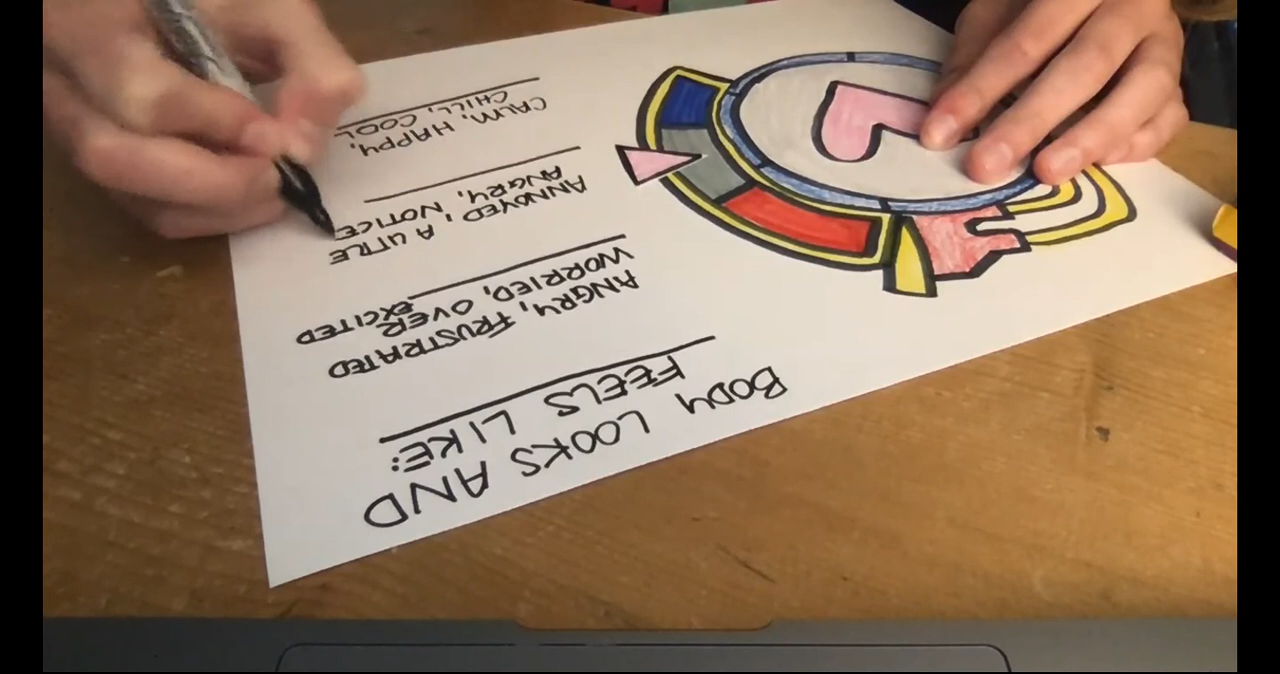 BODY LOOKS AND
FEELS LIKE:
ANGRY, FRUSTRATED
WORRIED, OVER
EXCITED
ANNOYED, A LITTLE
ANGRY, NOTICE
CALM, HAPPY,
CHILL, COOL